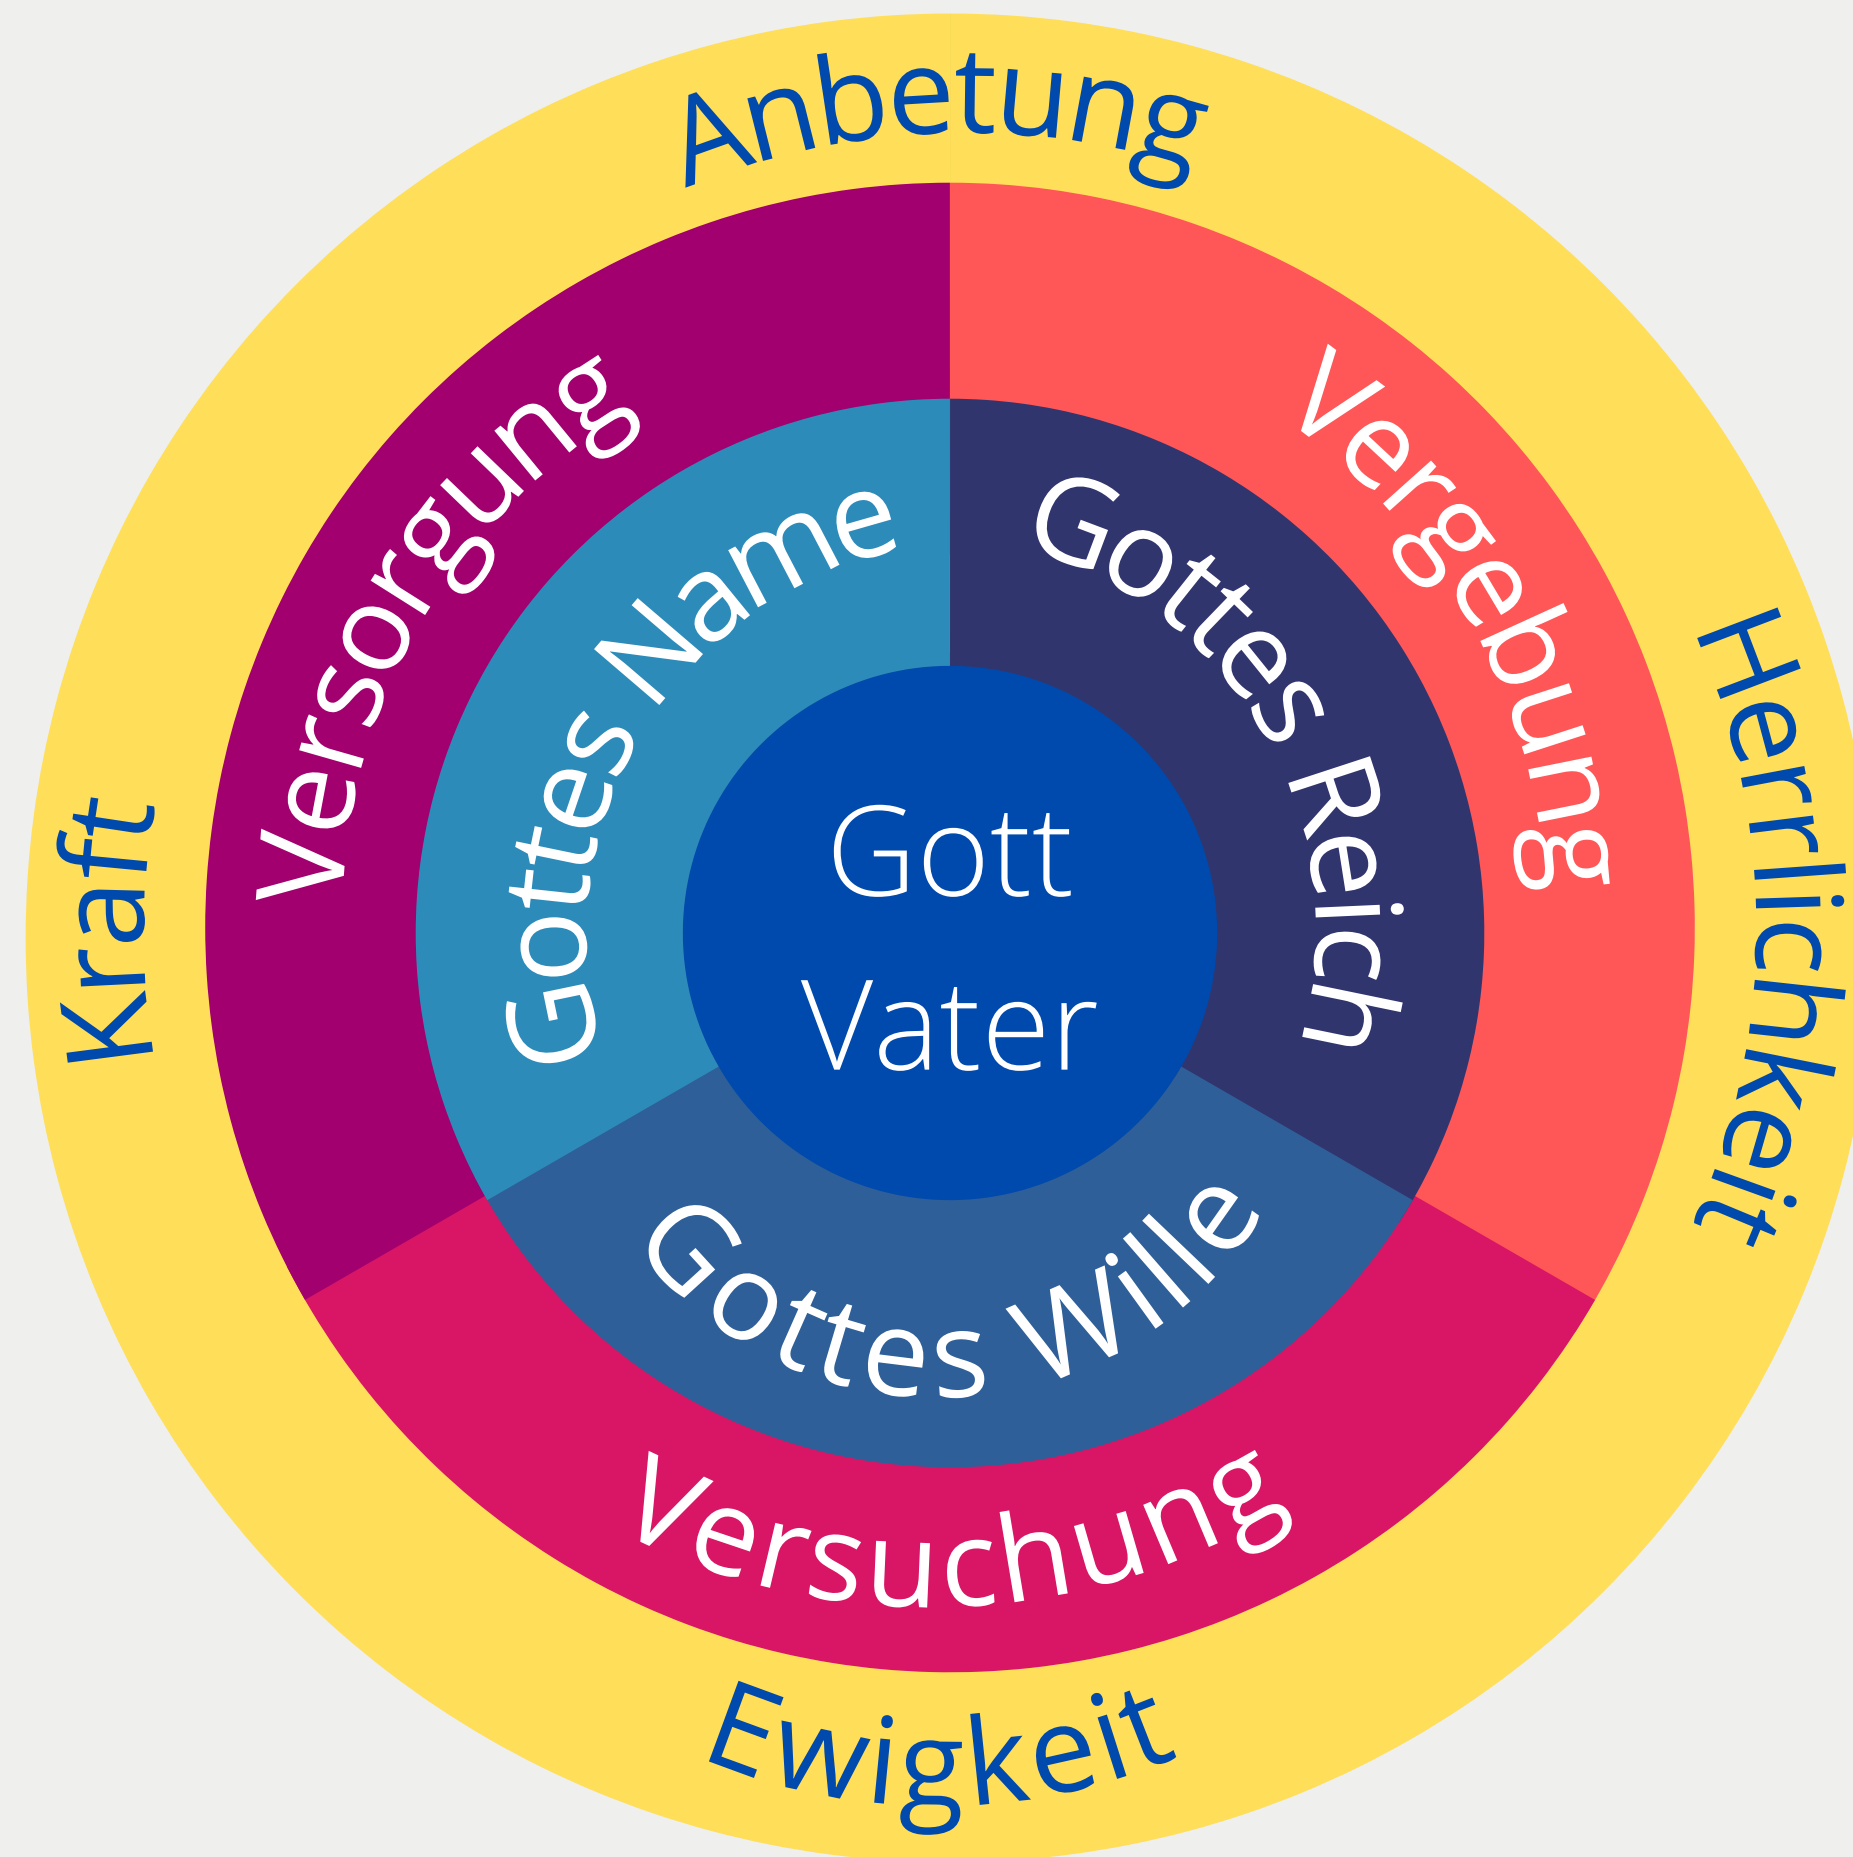 Anbetung
Versorgung
Vergebung
Gottes Name
Gottes Reich
Herrlichkeit
Kraft
Gott
Vater
Gottes Wille
Versuchung
Ewigkeit